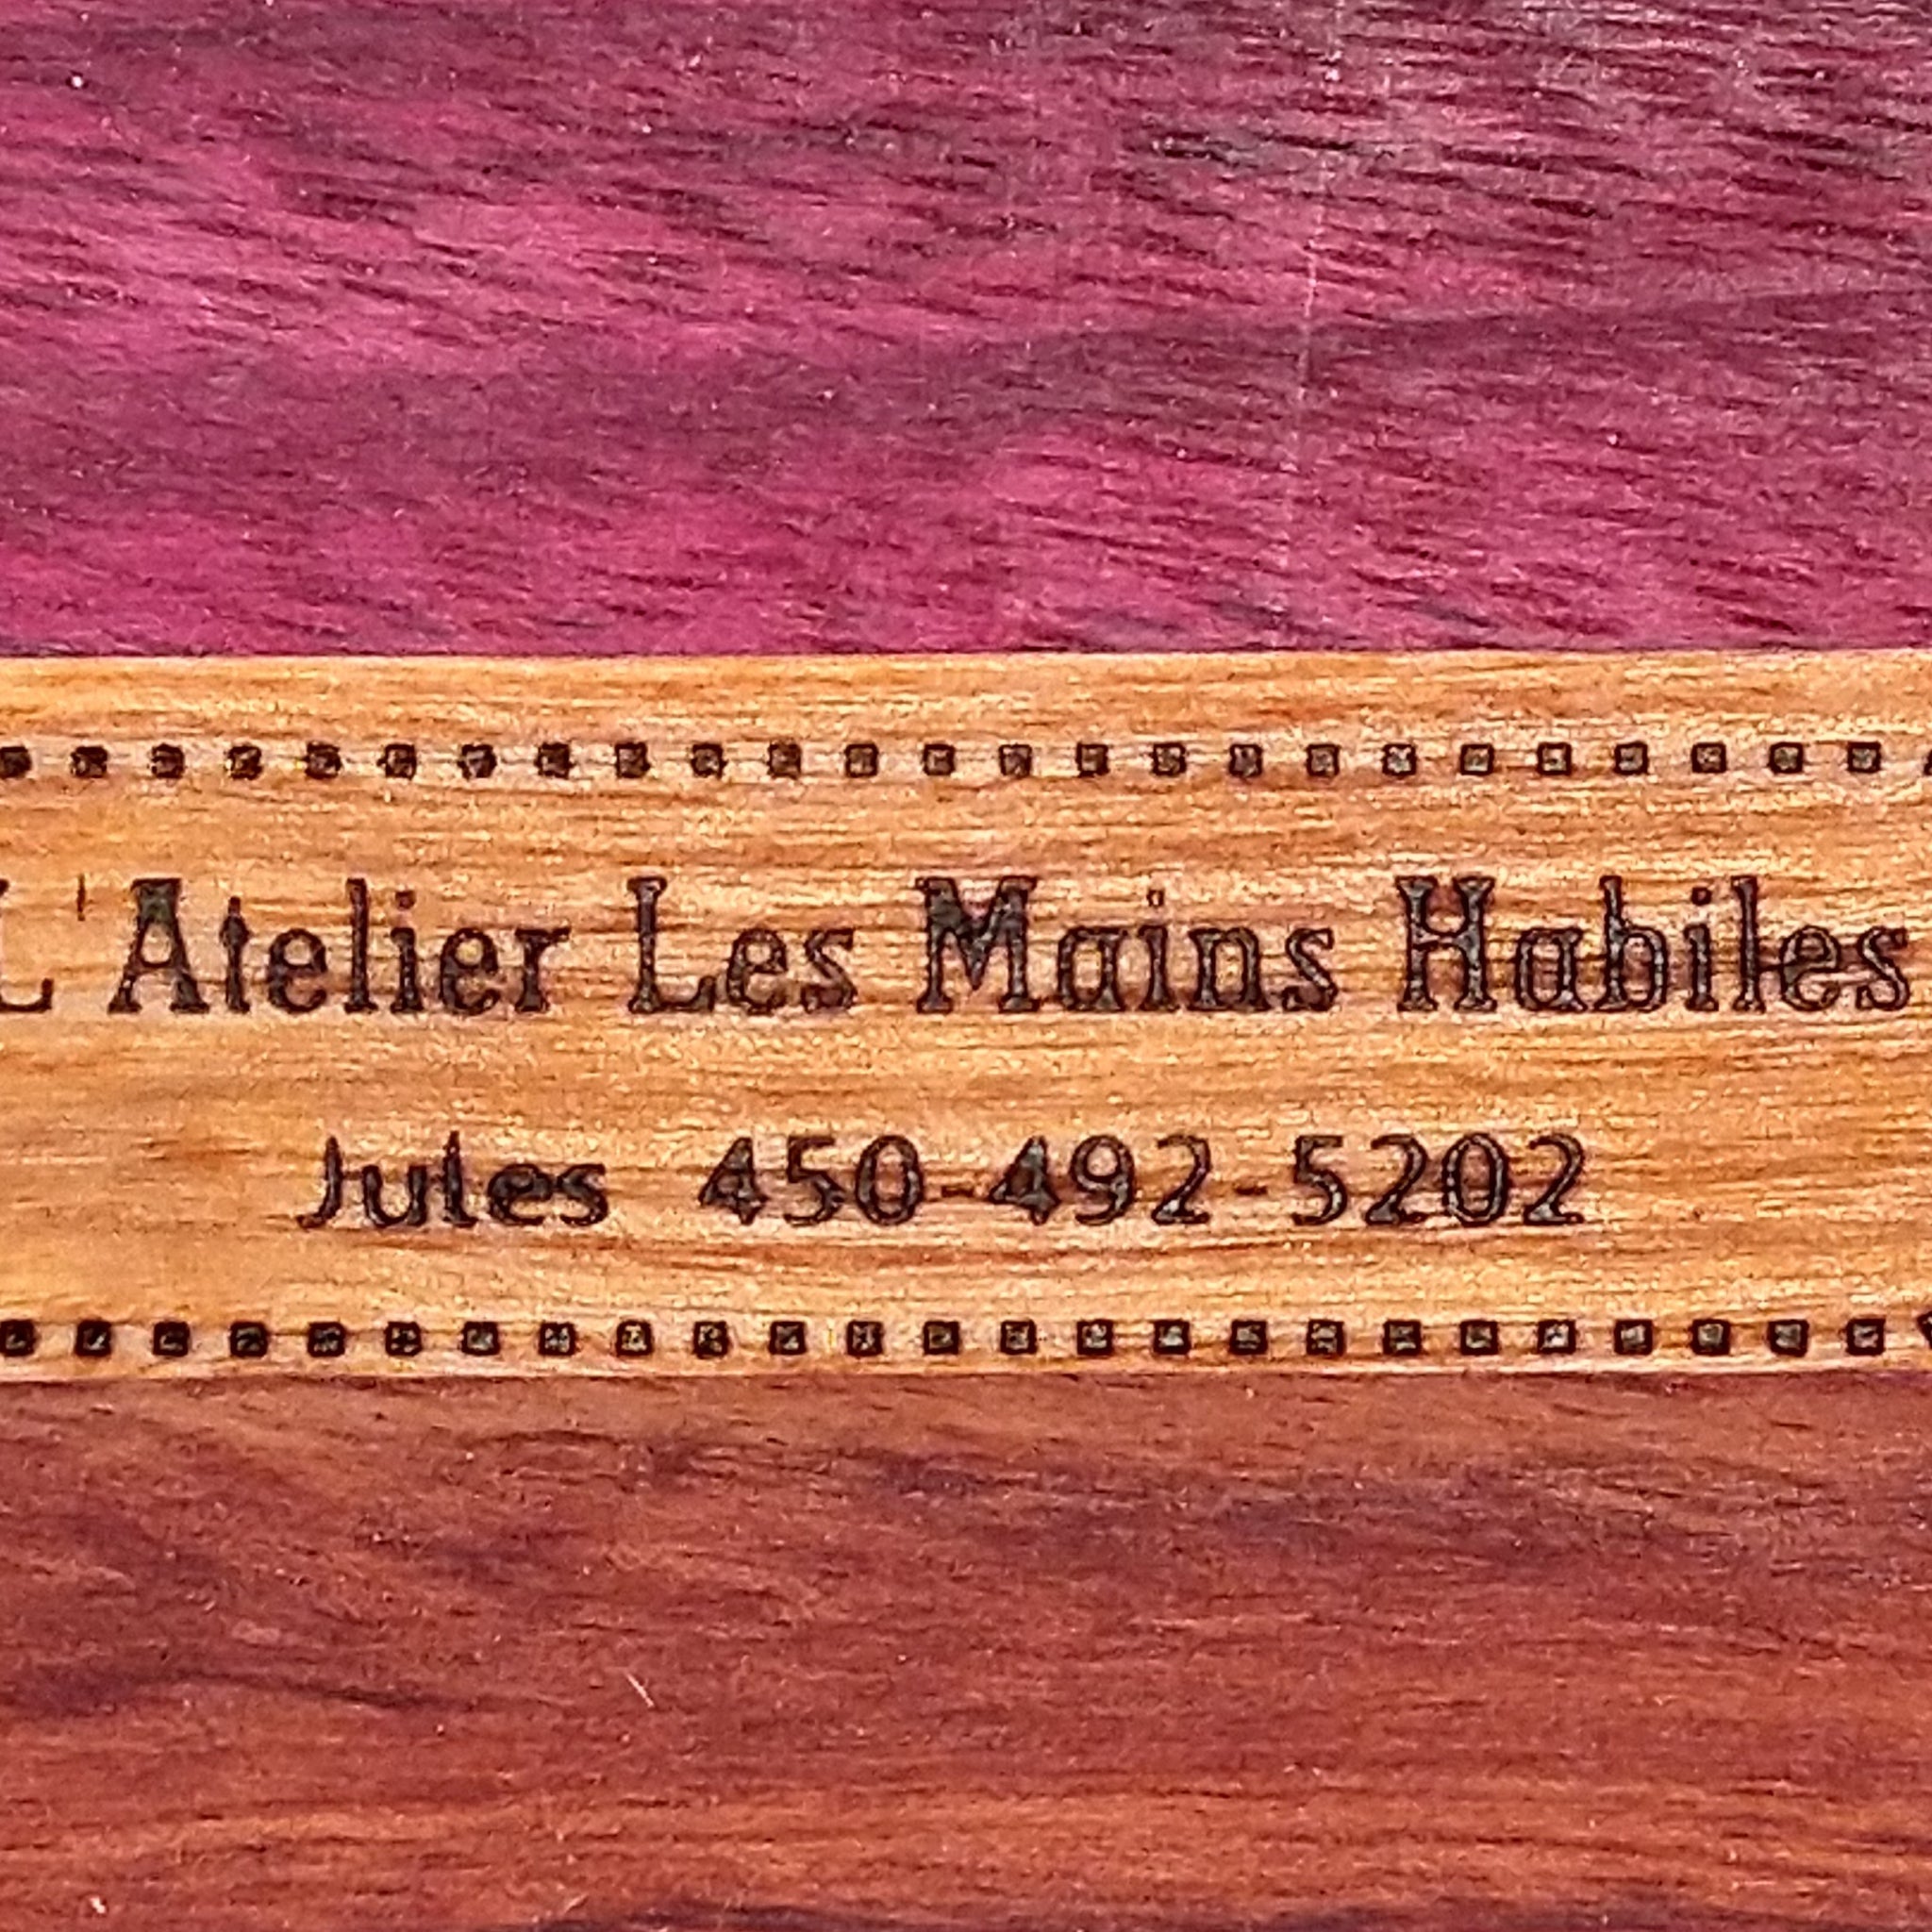 L'Atelier Les Mains Habiles
Jules 450-492-5202